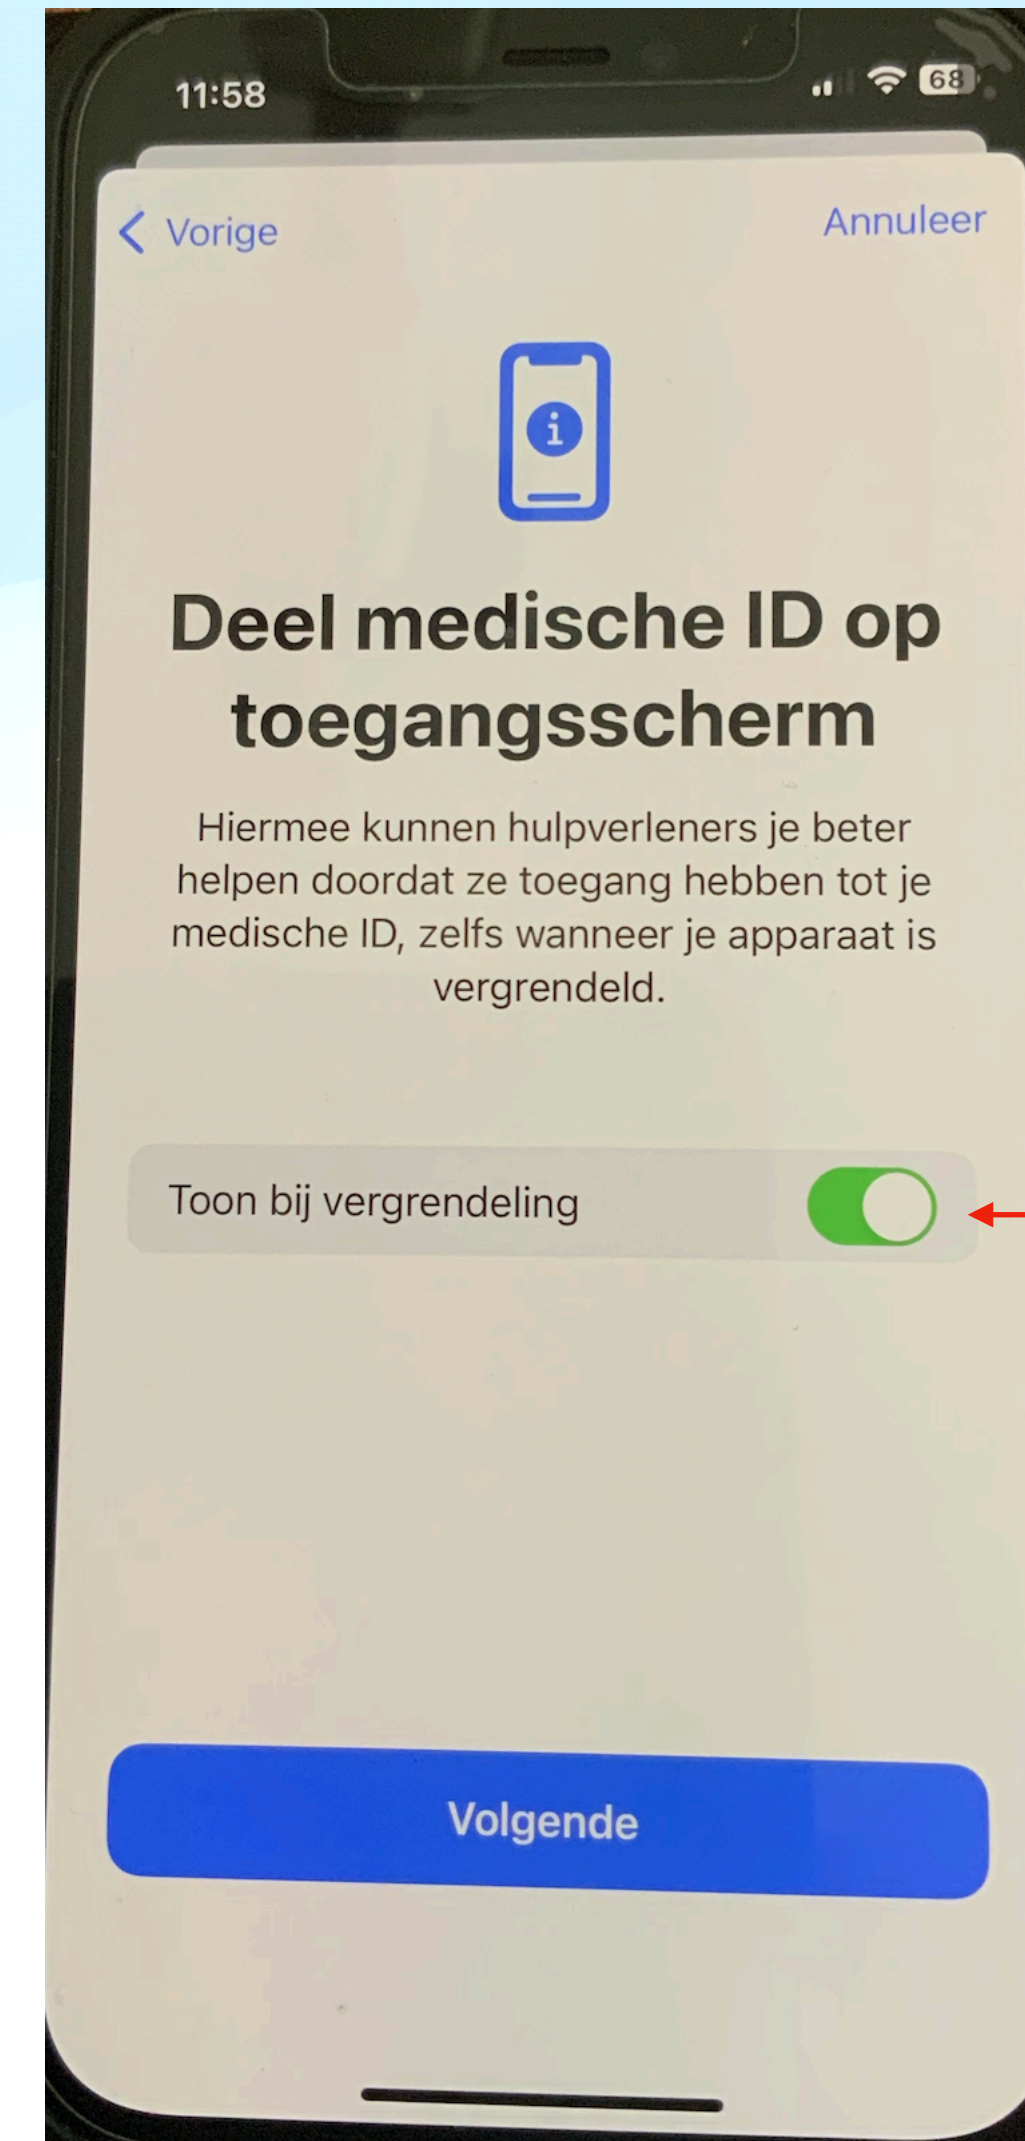 11:58
68
Vorige
Annuleer
i
Deel medische ID op
toegangsscherm
Hiermee kunnen hulpverleners je beter
helpen doordat ze toegang hebben tot je
medische ID, zelfs wanneer je apparaat is
vergrendeld.
Toon bij vergrendeling
Volgende